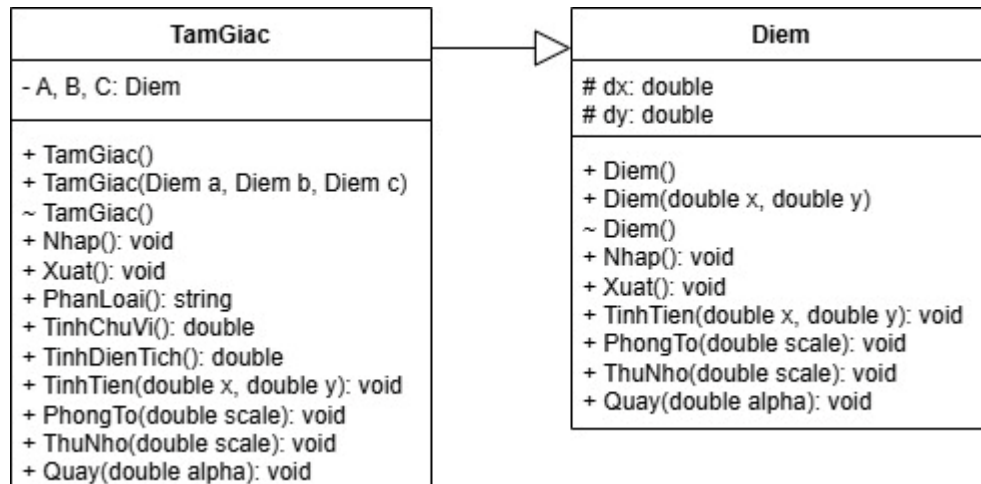 TamGiac
- A, B, C: Diem
+ TamGiac()
+ TamGiac(Diem a, Diem b, Diem c)
~ TamGiac()
+ Nhap(): void
+ Xuat(): void
+ PhanLoai(): string
+ TinhChuVi(): double
+ TinhDienTich(): double
+ TinhTien(double x, double y): void
+ PhongTo(double scale): void
+ ThuNho(double scale): void
+ Quay(double alpha): void
Diem
# dx: double
# dy: double
+ Diem()
+ Diem(double x, double y)
~ Diem()
+ Nhap(): void
+ Xuat(): void
+ TinhTien(double x, double y): void
+ PhongTo(double scale): void
+ ThuNho(double scale): void
+ Quay(double alpha): void